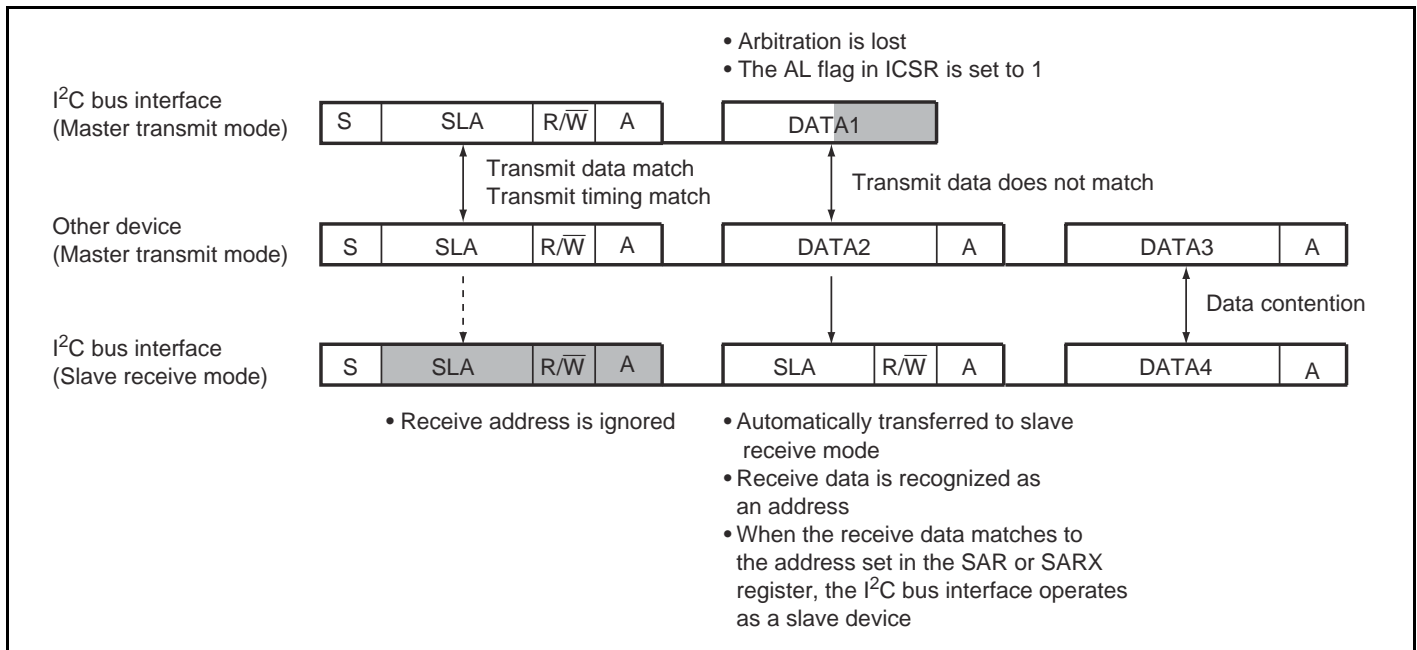 • Arbitration is lost
• The AL flag in ICSR is set to 1
I2C bus interface
(Master transmit mode)
S SLA R/W̅ A DATA1
Transmit data match
Transmit timing match
Transmit data does not match
Other device
(Master transmit mode)
S SLA R/W̅ A DATA2 A DATA3 A
Data contention
I2C bus interface
(Slave receive mode)
S SLA R/W̅ A SLA R/W̅ A DATA4 A
• Receive address is ignored
• Automatically transferred to slave
receive mode
• Receive data is recognized as
an address
• When the receive data matches to
the address set in the SAR or SARX
register, the I2C bus interface operates
as a slave device